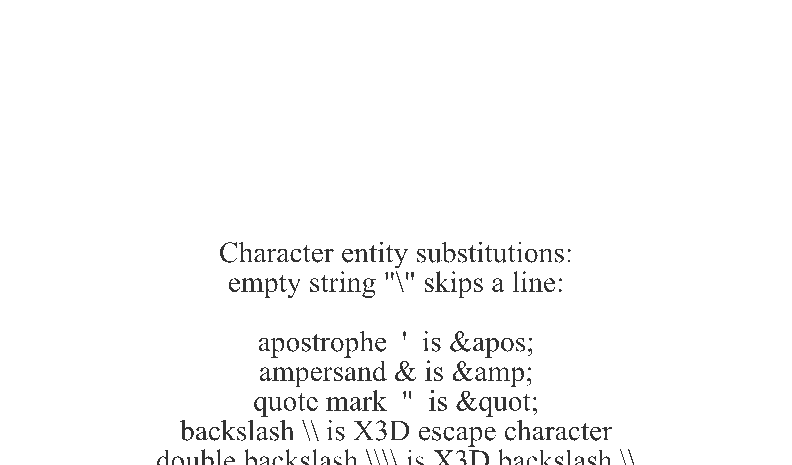 Character entity substitutions:
empty string "\" skips a line:
apostrophe ' is &apos;
ampersand & is &amp;
quote mark " is &quot;
backslash \\ is X3D escape character
double backslash \\\\ is X3D backslash \\